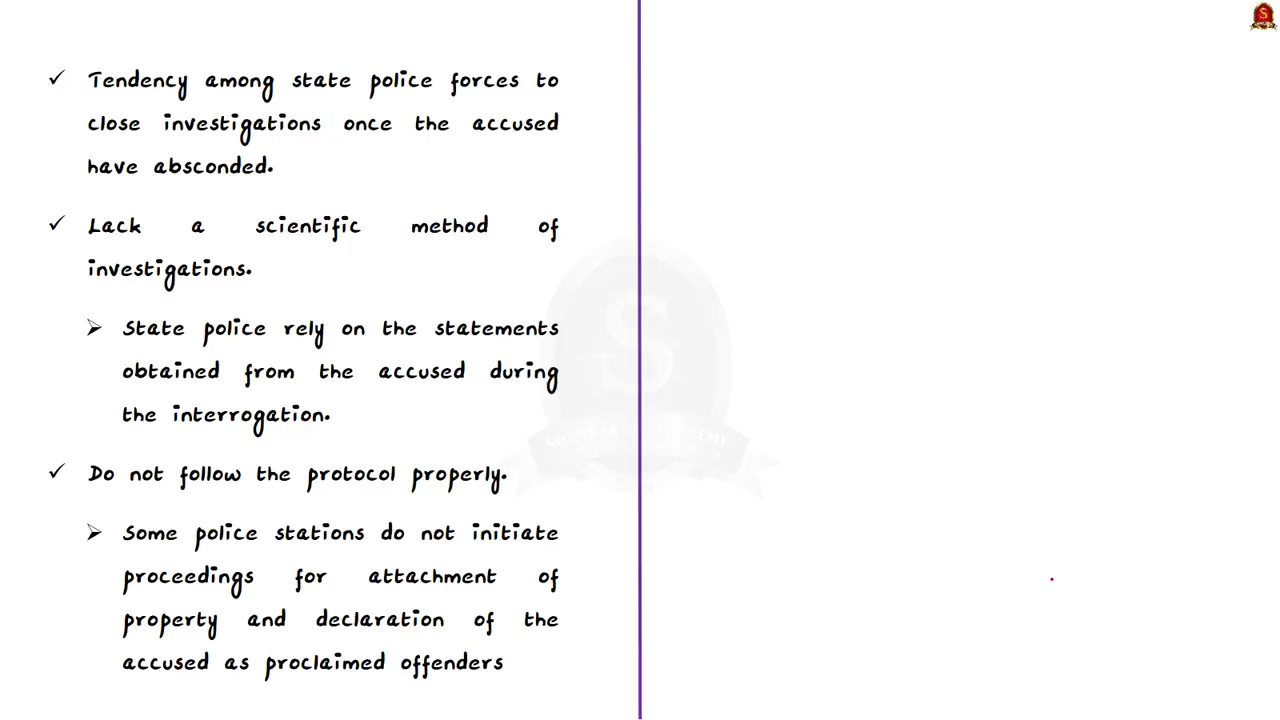 Tendency among state police forces to
close investigations once the accused
have absconded.
Lack a scientific method of
investigations.
State police rely on the statements
obtained from the accused during
the interrogation.
Do not follow the protocol properly.
Some police stations do not initiate
proceedings for attachment of
property and declaration of the
accused as proclaimed offenders